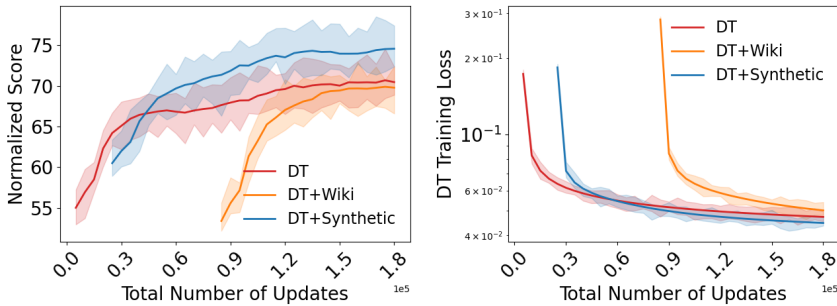 Normalized Score
75
70
65
60
55
DT
DT+Wiki
DT+Synthetic
0.0
0.3
0.6
0.9
1.2
1.5
1.8
1e5
Total Number of Updates
DT Training Loss
3 × 10⁻¹
10⁻¹
6 × 10⁻²
4 × 10⁻²
DT
DT+Wiki
DT+Synthetic
0.0
0.3
0.6
0.9
1.2
1.5
1.8
1e5
Total Number of Updates